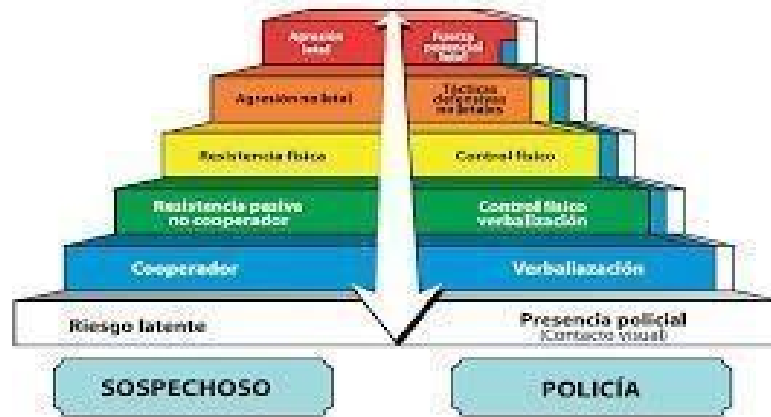 Agresión
letal
Fuerza
potencial
letal
Agresión no letal
Tácticas
defensivas
no letales
Resistencia física
Control físico
Resistencia pasiva
no cooperador
Control físico
verbalización
Cooperador
Verbaliazación
Riesgo latente
Presencia policial
(Contacto visual)
SOSPECHOSO
POLICÍA